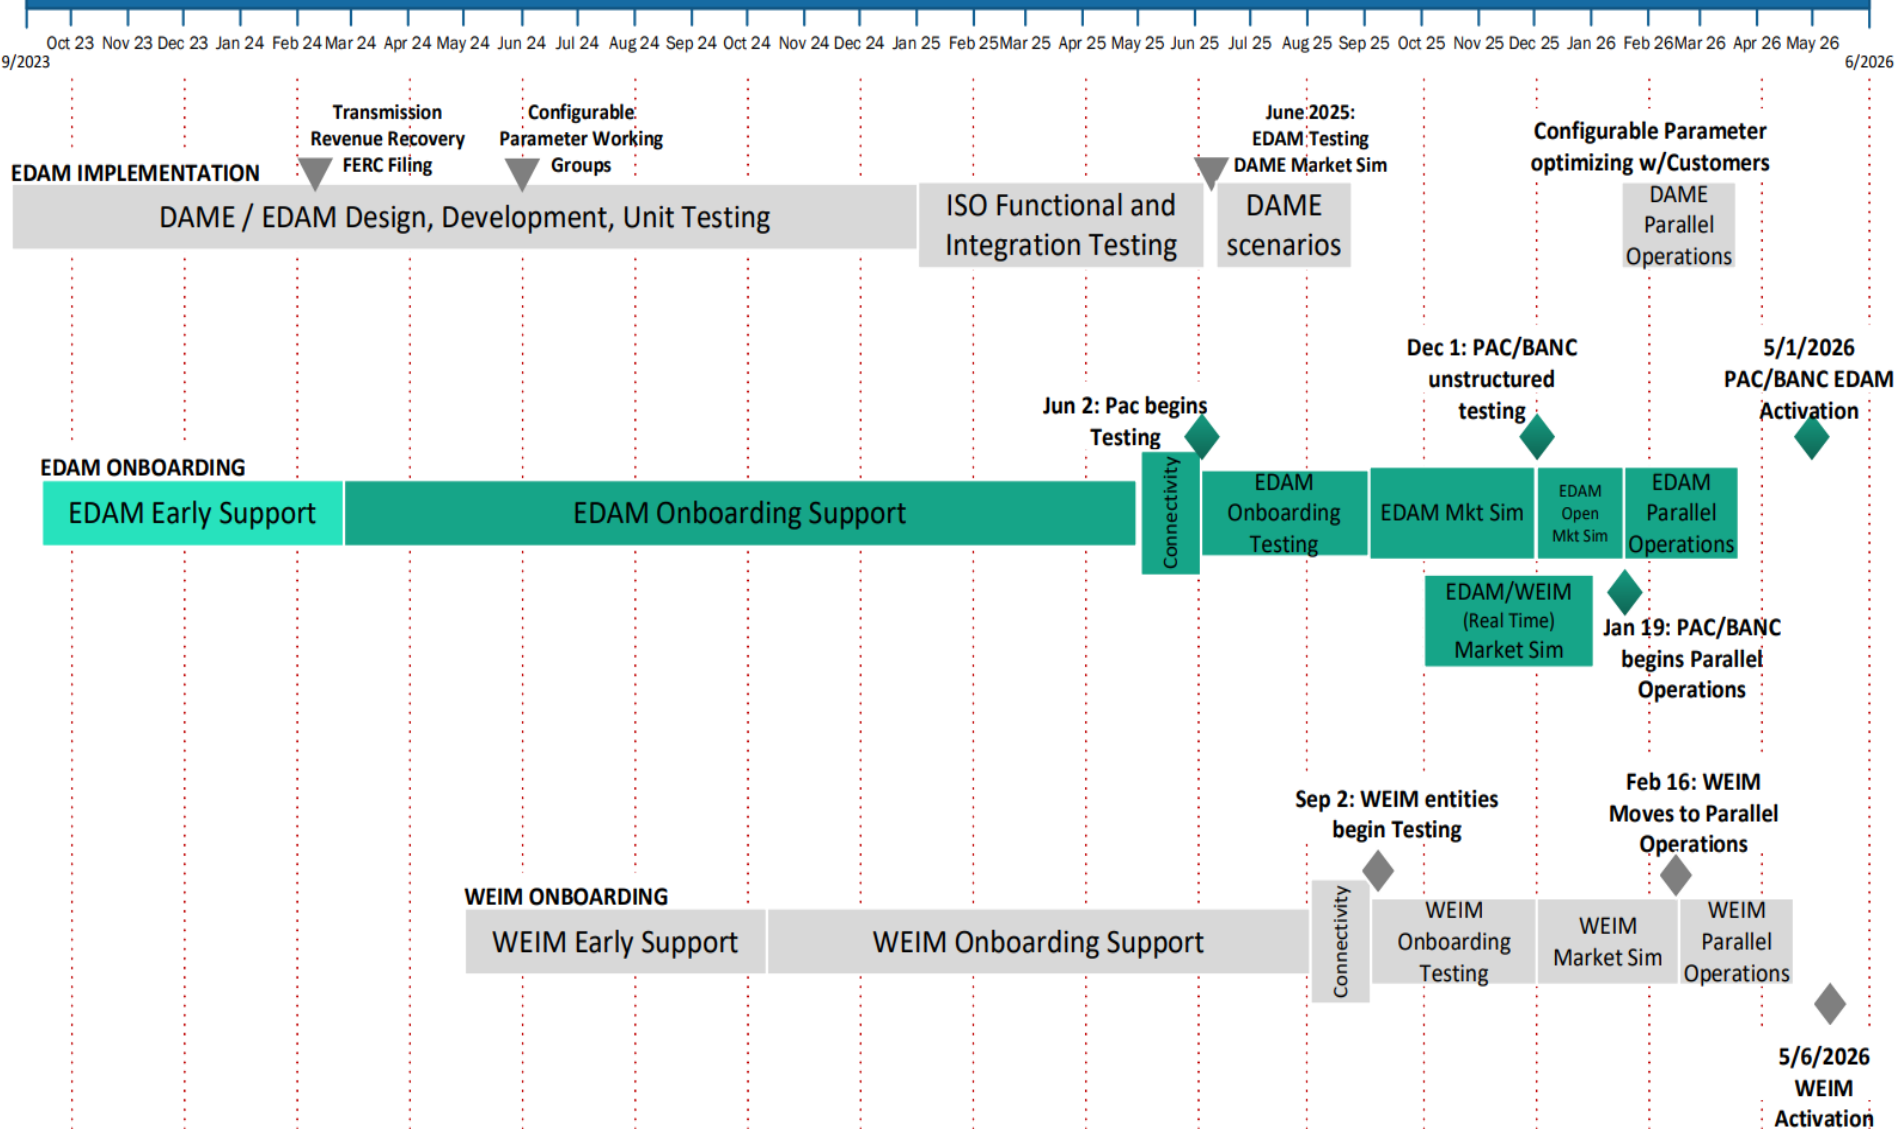 Oct 23 Nov 23 Dec 23 Jan 24 Feb 24 Mar 24 Apr 24 May 24 Jun 24 Jul 24 Aug 24 Sep 24 Oct 24 Nov 24 Dec 24 Jan 25 Feb 25 Mar 25 Apr 25 May 25 Jun 25 Jul 25 Aug 25 Sep 25 Oct 25 Nov 25 Dec 25 Jan 26 Feb 26 Mar 26 Apr 26 May 26
9/2023
6/2026
Transmission
Revenue Recovery
FERC Filing
Configurable
Parameter Working
Groups
June 2025:
EDAM Testing
DAME Market Sim
Configurable Parameter
optimizing w/Customers
EDAM IMPLEMENTATION
DAME / EDAM Design, Development, Unit Testing
ISO Functional and
Integration Testing
DAME
scenarios
DAME
Parallel
Operations
Jun 2: Pac begins
Testing
Dec 1: PAC/BANC
unstructured
testing
5/1/2026
PAC/BANC EDAM
Activation
EDAM ONBOARDING
EDAM Early Support
EDAM Onboarding Support
Connectivity
EDAM
Onboarding
Testing
EDAM Mkt Sim
EDAM
Open
Mkt Sim
EDAM
Parallel
Operations
EDAM/WEIM
(Real Time)
Market Sim
Jan 19: PAC/BANC
begins Parallel
Operations
Sep 2: WEIM entities
begin Testing
Feb 16: WEIM
Moves to Parallel
Operations
WEIM ONBOARDING
WEIM Early Support
WEIM Onboarding Support
Connectivity
WEIM
Onboarding
Testing
WEIM
Market Sim
WEIM
Parallel
Operations
5/6/2026
WEIM
Activation